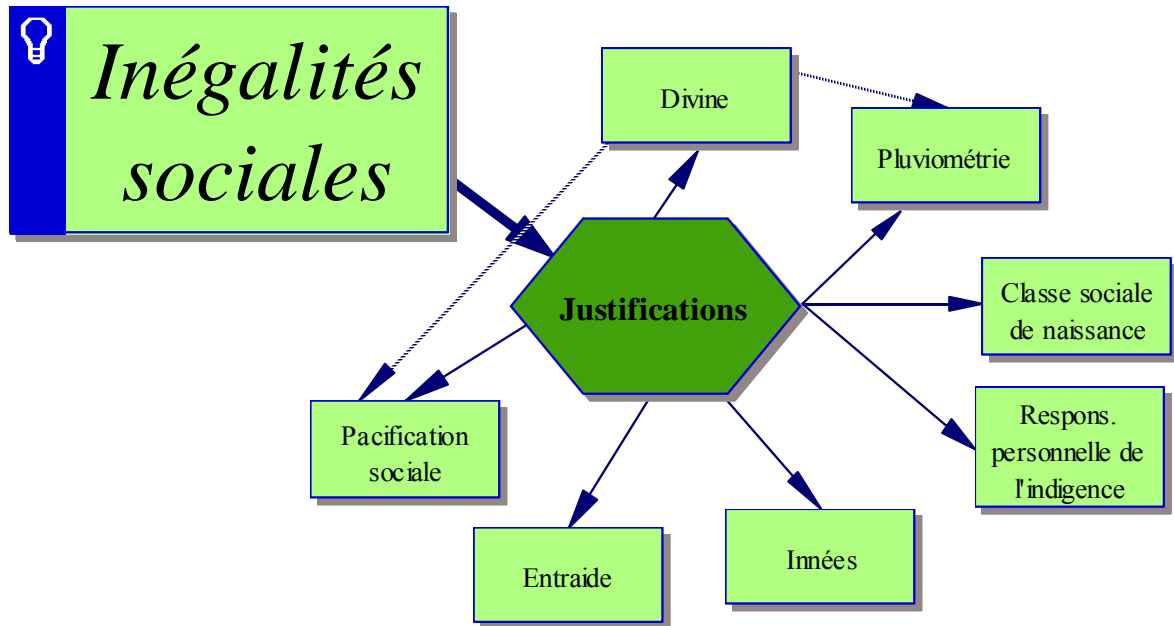 Inégalités
sociales
Divine
Pluviométrie
Justifications
Classe sociale
de naissance
Respons.
personnelle de
l'indigence
Pacification
sociale
Entraide
Innées